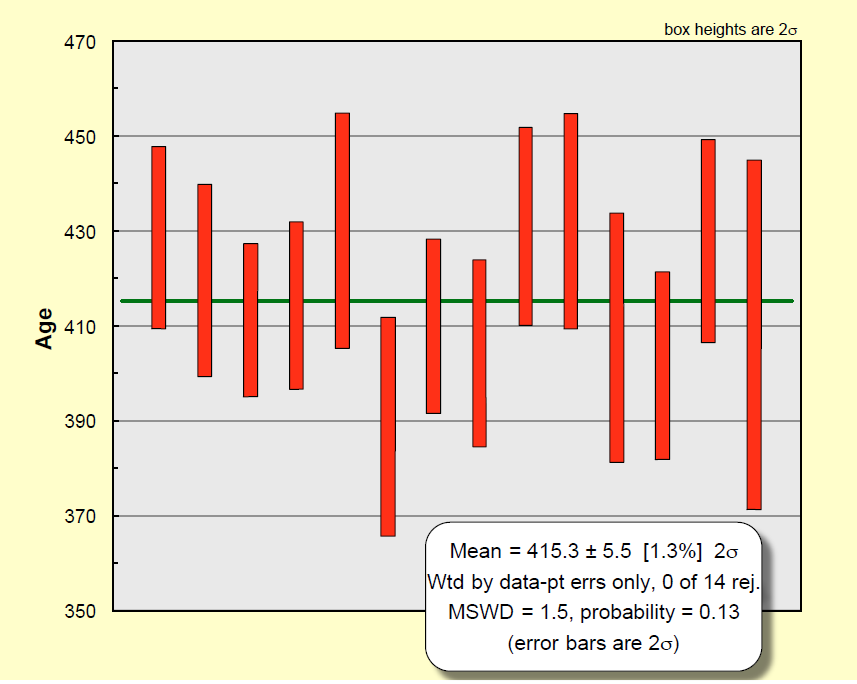 box heights are 2σ
470
450
430
410
390
370
350
Age
Mean = 415.3 ± 5.5 [1.3%] 2σ
Wtd by data-pt errs only, 0 of 14 rej.
MSWD = 1.5, probability = 0.13
(error bars are 2σ)